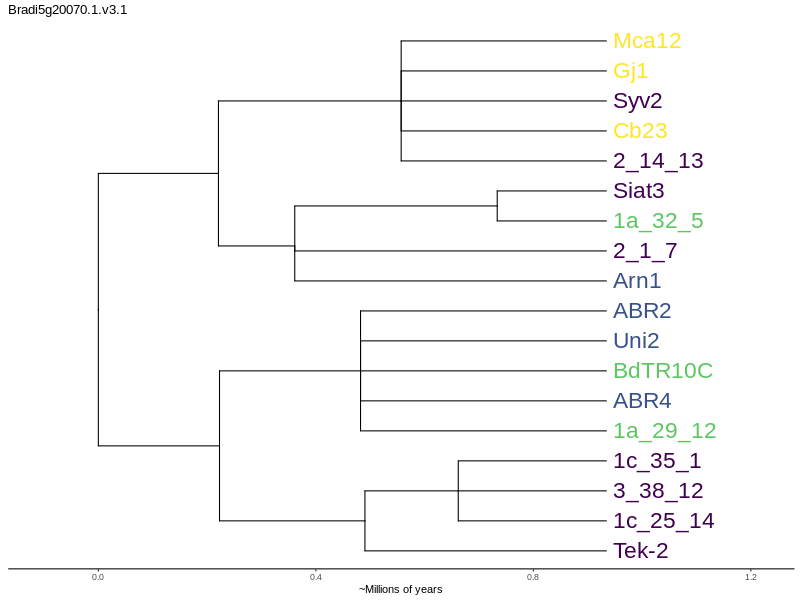 Bradi5g20070.1.v3.1
Mca12
Gj1
Syv2
Cb23
2_14_13
Siat3
1a_32_5
2_1_7
Arn1
ABR2
Uni2
BdTR10C
ABR4
1a_29_12
1c_35_1
3_38_12
1c_25_14
Tek-2
0.0 0.4 0.8 1.2
~Millions of years